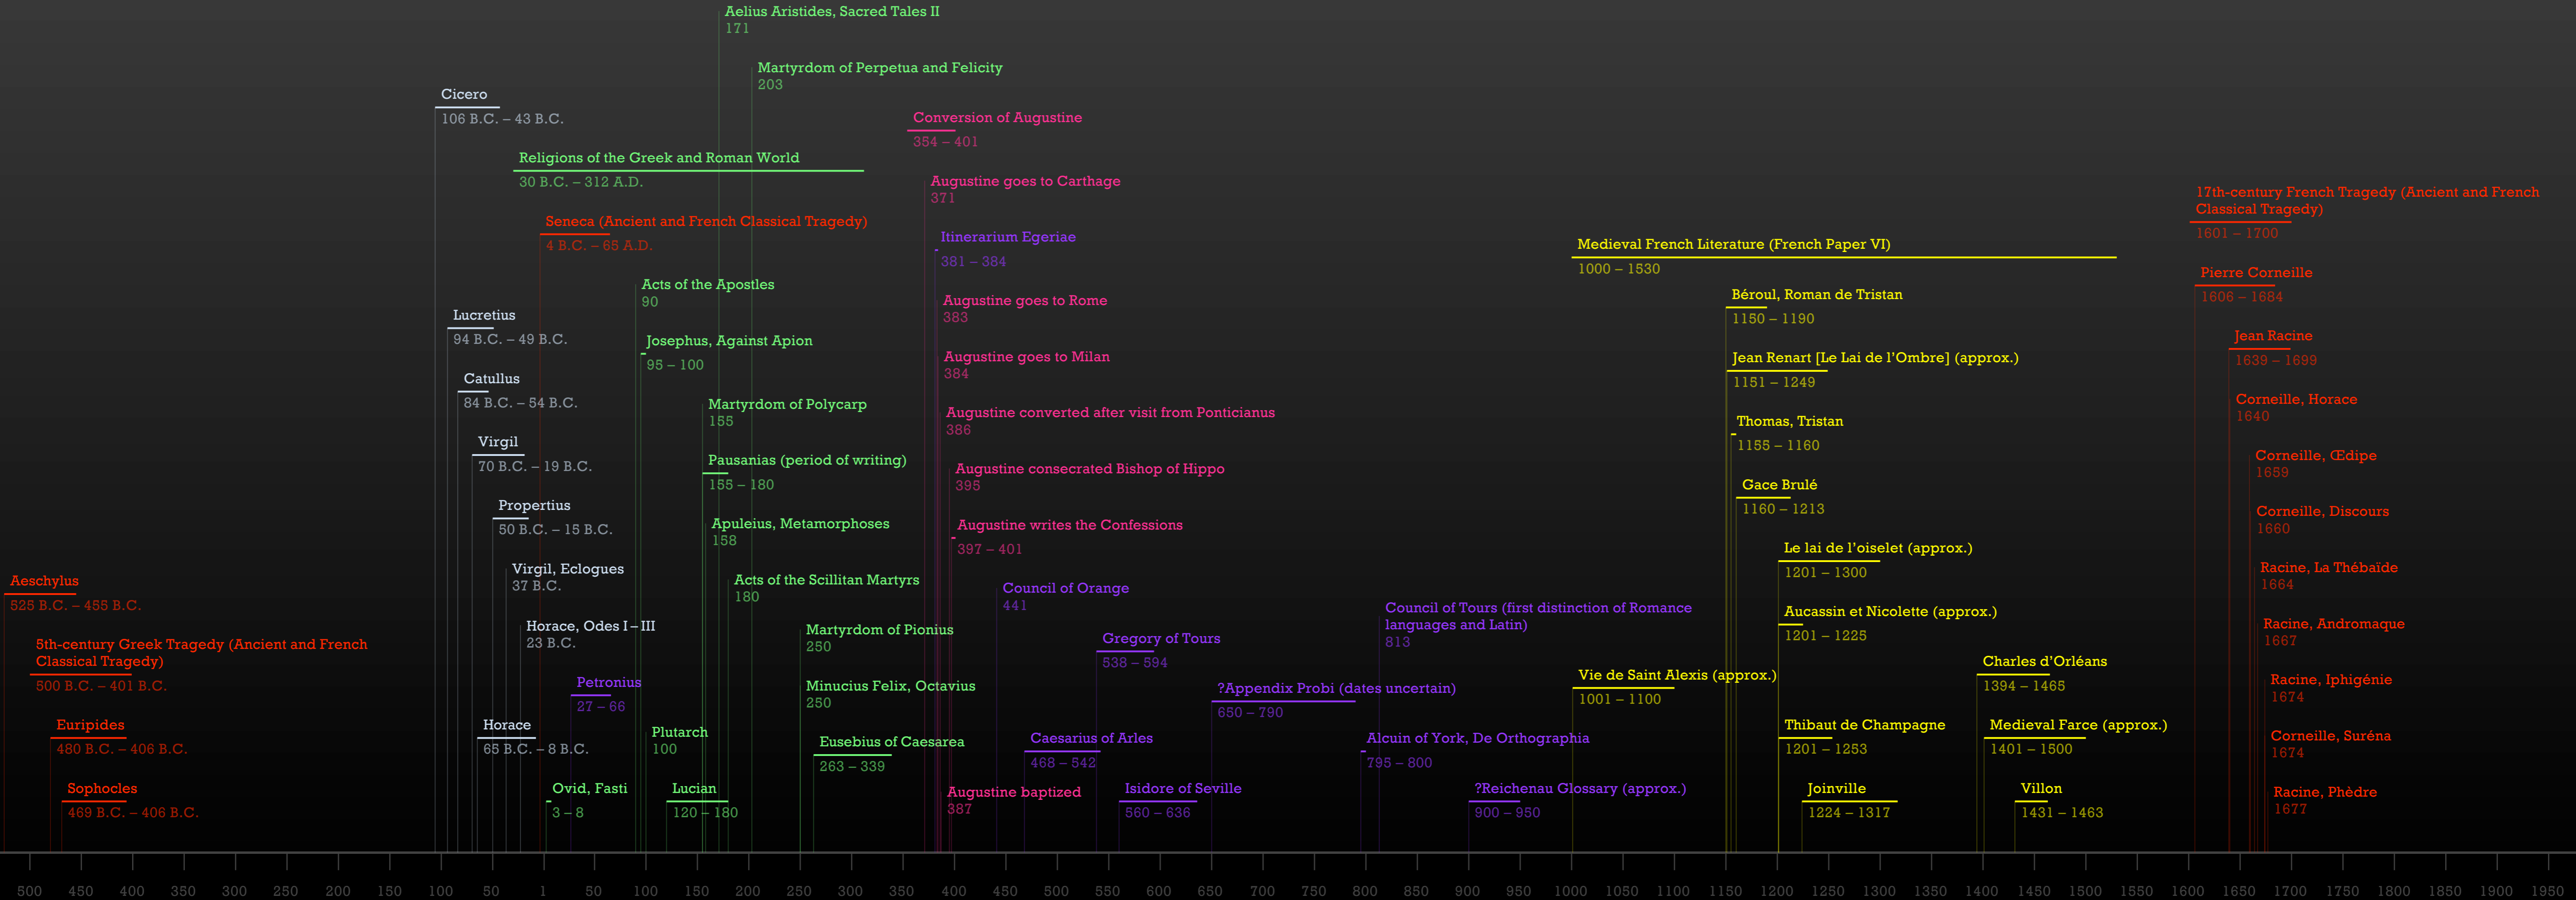 Aelius Aristides, Sacred Tales II
171
Martyrdom of Perpetua and Felicity
203
Cicero
106 B.C. – 43 B.C.
Conversion of Augustine
354 – 401
Religions of the Greek and Roman World
30 B.C. – 312 A.D.
Augustine goes to Carthage
371
17th-century French Tragedy (Ancient and French
Classical Tragedy)
1601 – 1700
Seneca (Ancient and French Classical Tragedy)
4 B.C. – 65 A.D.
Itinerarium Egeriae
381 – 384
Medieval French Literature (French Paper VI)
1000 – 1530
Pierre Corneille
1606 – 1684
Acts of the Apostles
90
Augustine goes to Rome
383
Béroul, Roman de Tristan
1150 – 1190
Lucretius
94 B.C. – 49 B.C.
Josephus, Against Apion
95 – 100
Jean Racine
1639 – 1699
Augustine goes to Milan
384
Jean Renart [Le Lai de l’Ombre] (approx.)
1151 – 1249
Catullus
84 B.C. – 54 B.C.
Martyrdom of Polycarp
155
Corneille, Horace
1640
Augustine converted after visit from Ponticianus
386
Thomas, Tristan
1155 – 1160
Virgil
70 B.C. – 19 B.C.
Pausanias (period of writing)
155 – 180
Corneille, Œdipe
1659
Augustine consecrated Bishop of Hippo
395
Gace Brulé
1160 – 1213
Propertius
50 B.C. – 15 B.C.
Apuleius, Metamorphoses
158
Corneille, Discours
1660
Augustine writes the Confessions
397 – 401
Le lai de l’oiselet (approx.)
1201 – 1300
Virgil, Eclogues
37 B.C.
Racine, La Thébaïde
1664
Aeschylus
525 B.C. – 455 B.C.
Acts of the Scillitan Martyrs
180
Council of Orange
441
Council of Tours (first distinction of Romance
languages and Latin)
813
Aucassin et Nicolette (approx.)
1201 – 1225
Horace, Odes I–III
23 B.C.
Martyrdom of Pionius
250
Racine, Andromaque
1667
5th-century Greek Tragedy (Ancient and French
Classical Tragedy)
500 B.C. – 401 B.C.
Gregory of Tours
538 – 594
Charles d’Orléans
1394 – 1465
Vie de Saint Alexis (approx.)
1001 – 1100
Petronius
27 – 66
Minucius Felix, Octavius
250
?Appendix Probi (dates uncertain)
650 – 790
Racine, Iphigénie
1674
Euripides
480 B.C. – 406 B.C.
Horace
65 B.C. – 8 B.C.
Plutarch
100
Eusebius of Caesarea
263 – 339
Caesarius of Arles
468 – 542
Alcuin of York, De Orthographia
795 – 800
Thibaut de Champagne
1201 – 1253
Medieval Farce (approx.)
1401 – 1500
Corneille, Suréna
1674
Sophocles
469 B.C. – 406 B.C.
Ovid, Fasti
3 – 8
Lucian
120 – 180
Augustine baptized
387
Isidore of Seville
560 – 636
?Reichenau Glossary (approx.)
900 – 950
Joinville
1224 – 1317
Villon
1431 – 1463
Racine, Phèdre
1677
500 450 400 350 300 250 200 150 100 50 1 50 100 150 200 250 300 350 400 450 500 550 600 650 700 750 800 850 900 950 1000 1050 1100 1150 1200 1250 1300 1350 1400 1450 1500 1550 1600 1650 1700 1750 1800 1850 1900 1950